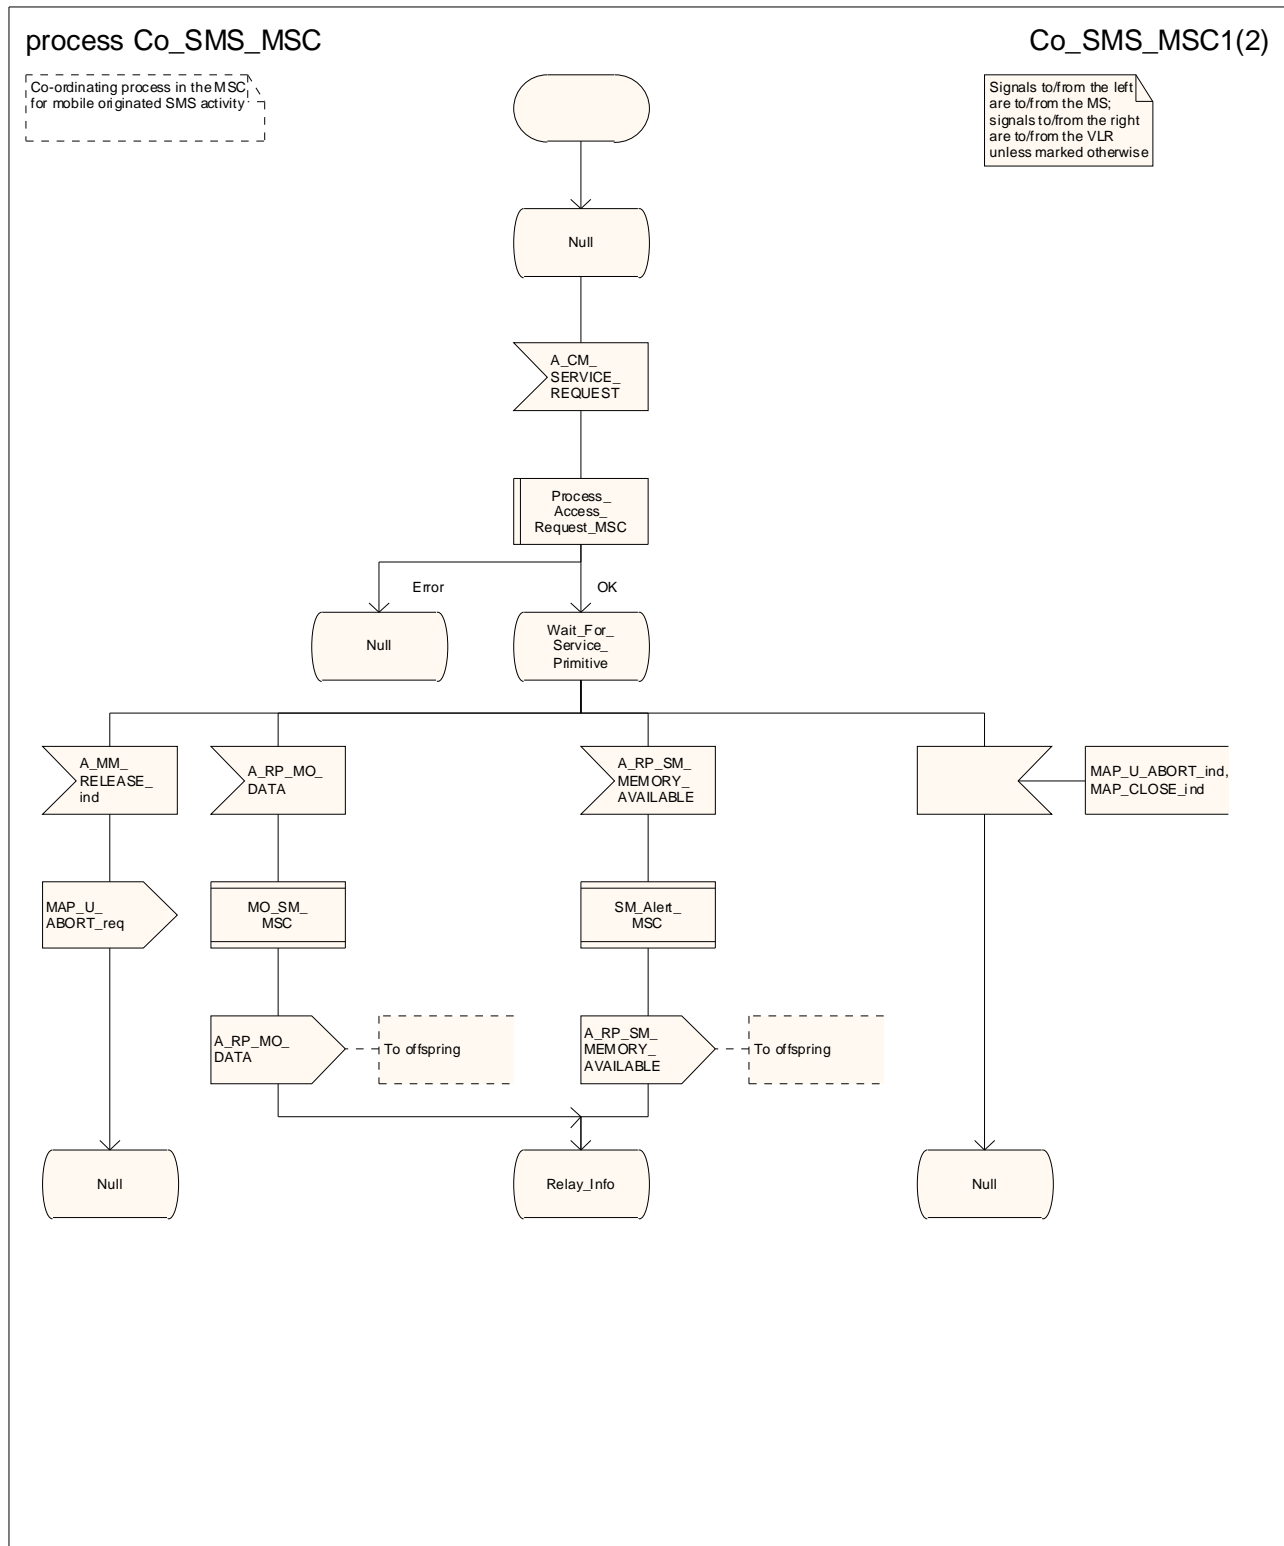 process Co_SMS_MSC
Co_SMS_MSC1(2)
Co-ordinating process in the MSC
for mobile originated SMS activity
Signals to/from the left
are to/from the MS;
signals to/from the right
are to/from the VLR
unless marked otherwise
Null
A_CM_
SERVICE_
REQUEST
Process_
Access_
Request_MSC
Error
OK
Null
Wait_For_
Service_
Primitive
A_MM_
RELEASE_
ind
A_RP_MO_
DATA
A_RP_SM_
MEMORY_
AVAILABLE
MAP_U_ABORT_ind,
MAP_CLOSE_ind
MAP_U_
ABORT_req
MO_SM_
MSC
SM_Alert_
MSC
A_RP_MO_
DATA
To offspring
A_RP_SM_
MEMORY_
AVAILABLE
To offspring
Null
Relay_Info
Null